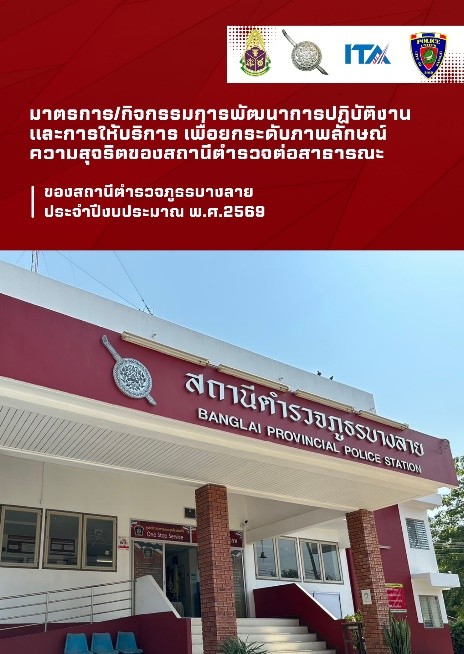 ITA
POLICE
มาตรการ/กิจกรรมการพัฒนาการปฏิบัติงาน
และการให้บริการ เพื่อยกระดับภาพลักษณ์
ความสุจริตของสถานีตำรวจต่อสาธารณะ
ของสถานีตำรวจภูธรบางลาย
ประจำปีงบประมาณ พ.ศ.2569
สถานีตำรวจภูธรบางลาย
BANGLAI PROVINCIAL POLICE STATION
One Stop Service